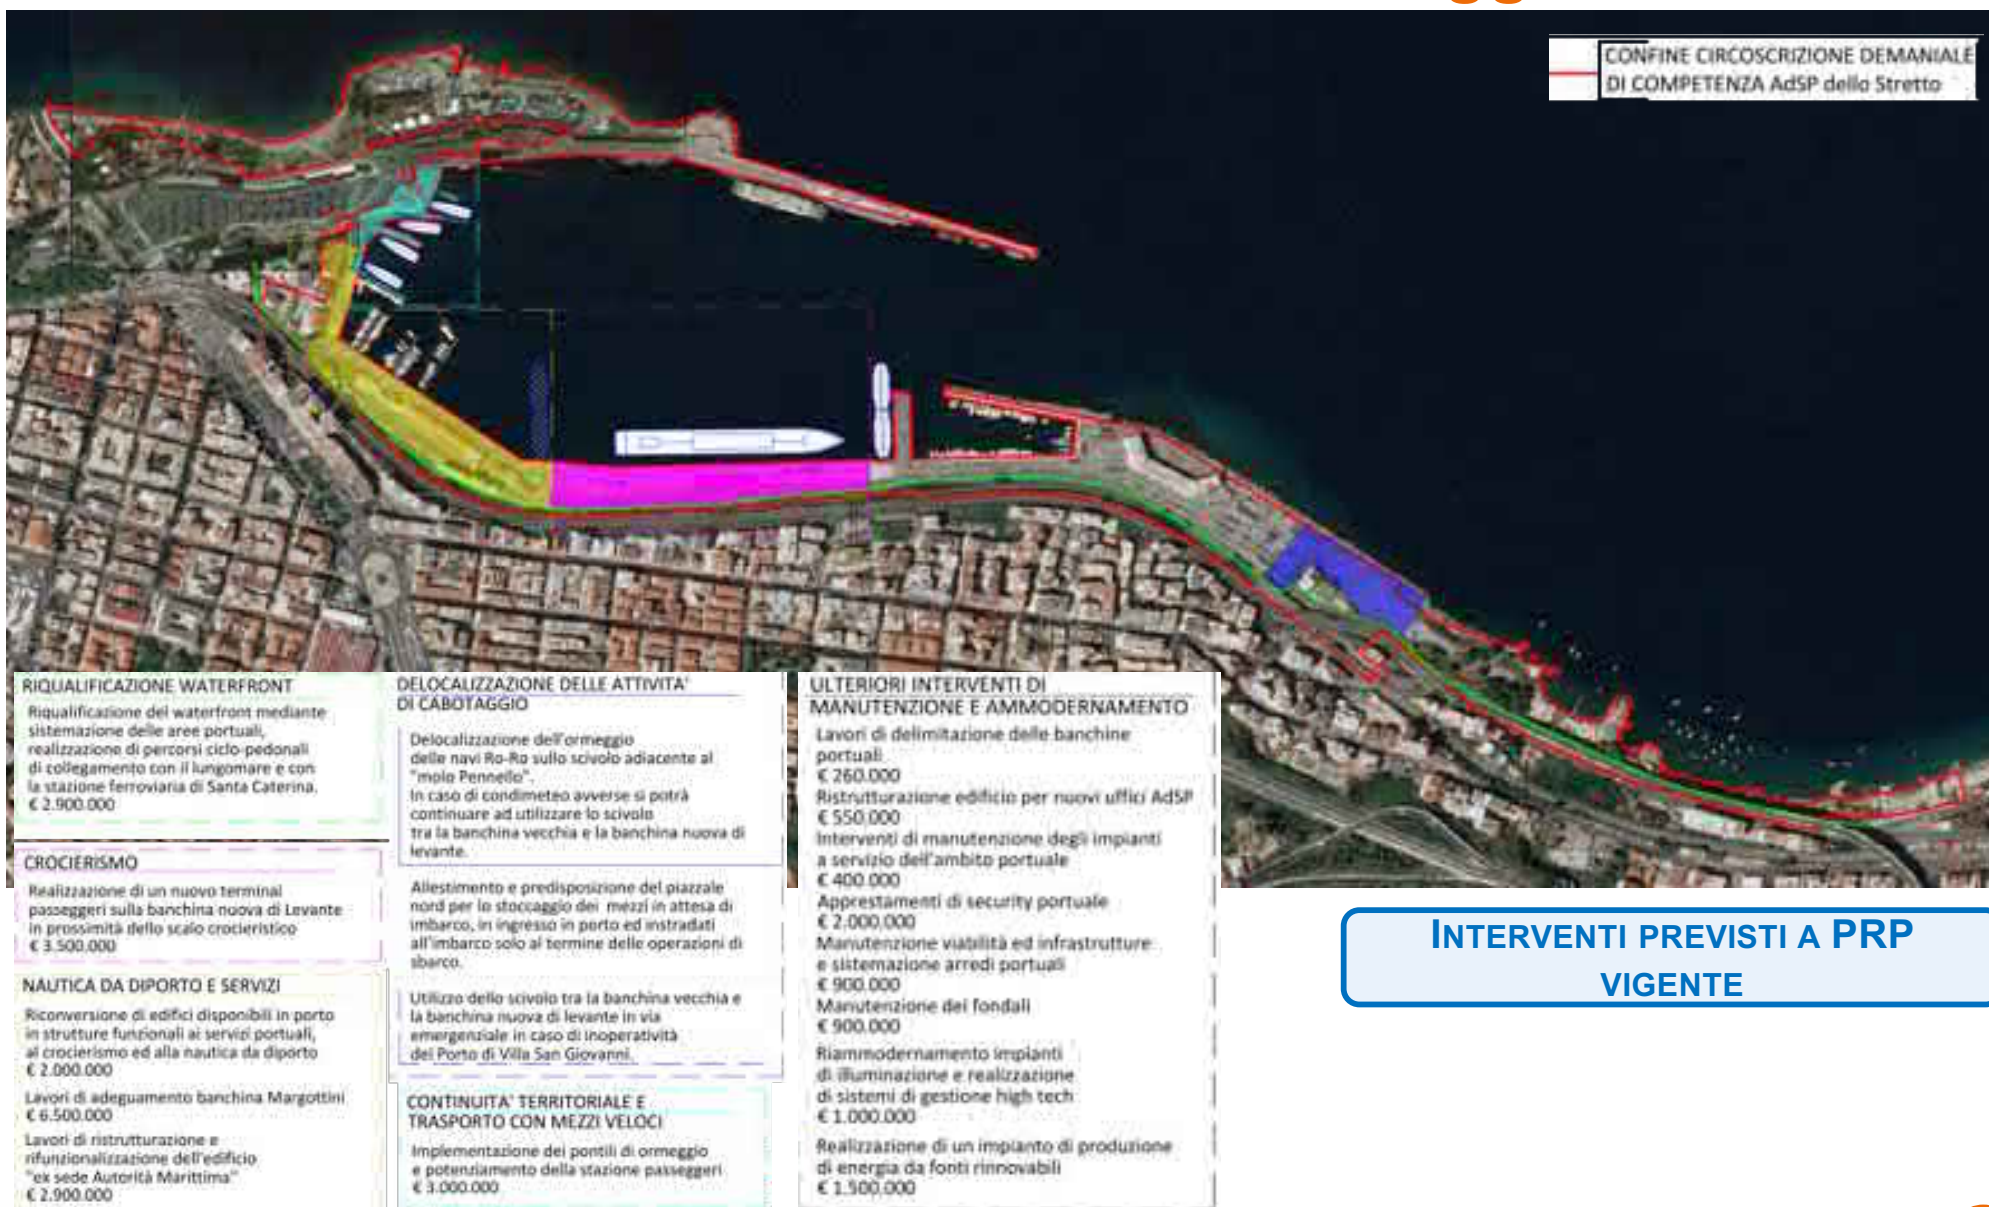 CONFINE CIRCOSCRIZIONE DEMANIALE
DI COMPETENZA AdSP dello Stretto
RIQUALIFICAZIONE WATERFRONT
Riqualificazione del waterfront mediante
sistemazione delle aree portuali,
realizzazione di percorsi ciclo-pedonali
di collegamento con il lungomare e con
la stazione ferroviaria di Santa Caterina.
€ 2.900.000
CROCIERISMO
Realizzazione di un nuovo terminal
passeggeri sulla banchina nuova di Levante
in prossimità dello scalo crocieristico
€ 3.500.000
NAUTICA DA DIPORTO E SERVIZI
Riconversione di edifici disponibili in porto
in strutture funzionali ai servizi portuali,
al crocierismo ed alla nautica da diporto
€ 2.000.000
Lavori di adeguamento banchina Margottini
€ 6.500.000
Lavori di ristrutturazione e
rifunzionalizzazione dell'edificio
"ex sede Autorità Marittima"
€ 2.900.000
DELOCALIZZAZIONE DELLE ATTIVITA'
DI CABOTAGGIO
Delocalizzazione dell'ormeggio
delle navi Ro-Ro sullo scivolo adiacente al
"molo Pennello".
In caso di condimeteo avverse si potrà
continuare ad utilizzare lo scivolo
tra la banchina vecchia e la banchina nuova di
levante.
Allestimento e predisposizione del piazzale
nord per lo stoccaggio dei mezzi in attesa di
imbarco, in ingresso in porto ed instradati
all'imbarco solo al termine delle operazioni di
sbarco.
Utilizzo dello scivolo tra la banchina vecchia e
la banchina nuova di levante in via
emergenziale in caso di inoperatività
del Porto di Villa San Giovanni.
CONTINUITA' TERRITORIALE E
TRASPORTO CON MEZZI VELOCI
Implementazione dei pontili di ormeggio
e potenziamento della stazione passeggeri
€ 3.000.000
ULTERIORI INTERVENTI DI
MANUTENZIONE E AMMODERNAMENTO
Lavori di delimitazione delle banchine
portuali
€ 260.000
Ristrutturazione edificio per nuovi uffici AdSP
€ 550.000
Interventi di manutenzione degli impianti
a servizio dell'ambito portuale
€ 400.000
Apprestamenti di security portuale
€ 2.000.000
Manutenzione viabilità ed infrastrutture
e sistemazione arredi portuali
€ 900.000
Manutenzione dei fondali
€ 900.000
Riammodernamento impianti
di illuminazione e realizzazione
di sistemi di gestione high tech
€ 1.000.000
Realizzazione di un impianto di produzione
di energia da fonti rinnovabili
€ 1.500.000
INTERVENTI PREVISTI A PRP
VIGENTE